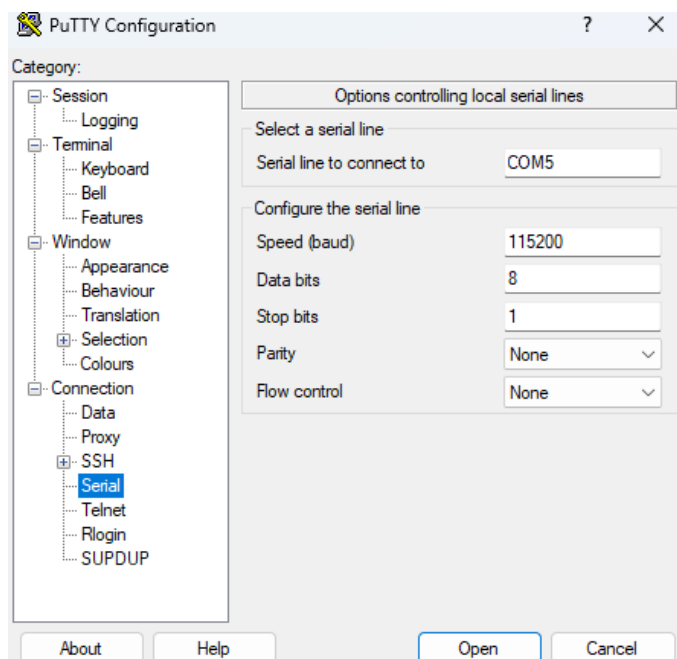 PuTTY Configuration
?
Category:
Session
Logging
Terminal
Keyboard
Bell
Features
Window
Appearance
Behaviour
Translation
Selection
Colours
Connection
Data
Proxy
SSH
Serial
Telnet
Rlogin
SUPDUP
Options controlling local serial lines
Select a serial line
Serial line to connect to COM5
Configure the serial line
Speed (baud) 115200
Data bits 8
Stop bits 1
Parity None
Flow control None
About Help Open Cancel